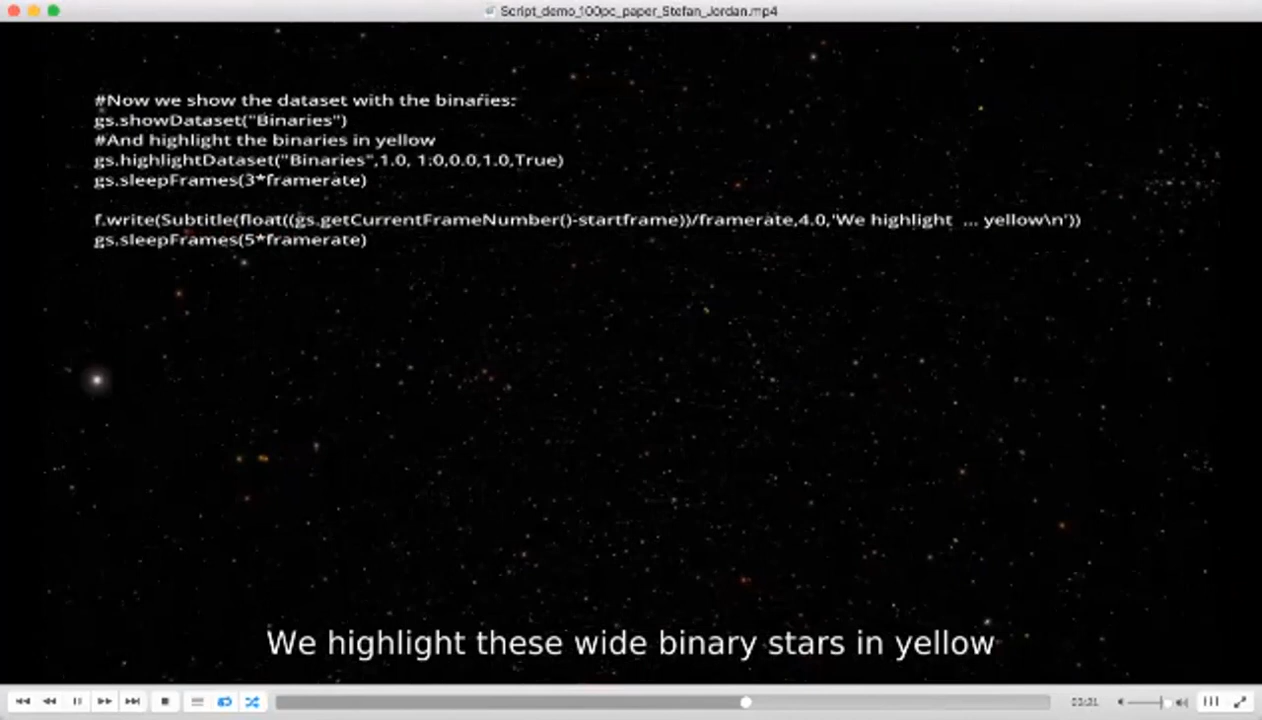 Script_demo_100pc_paper_Stefan_Jordan.mp4
#Now we show the dataset with the binaries:
gs.showDataset("Binaries")
#And highlight the binaries in yellow
gs.highlightDataset("Binaries",1.0, 1.0,0.0,1.0,True)
gs.sleepFrames(3*framerate)
f.write(Subtitle(float((gs.getCurrentFrameNumber()-startframe))/framerate,4.0,'We highlight ... yellow\n'))
gs.sleepFrames(5*framerate)
We highlight these wide binary stars in yellow